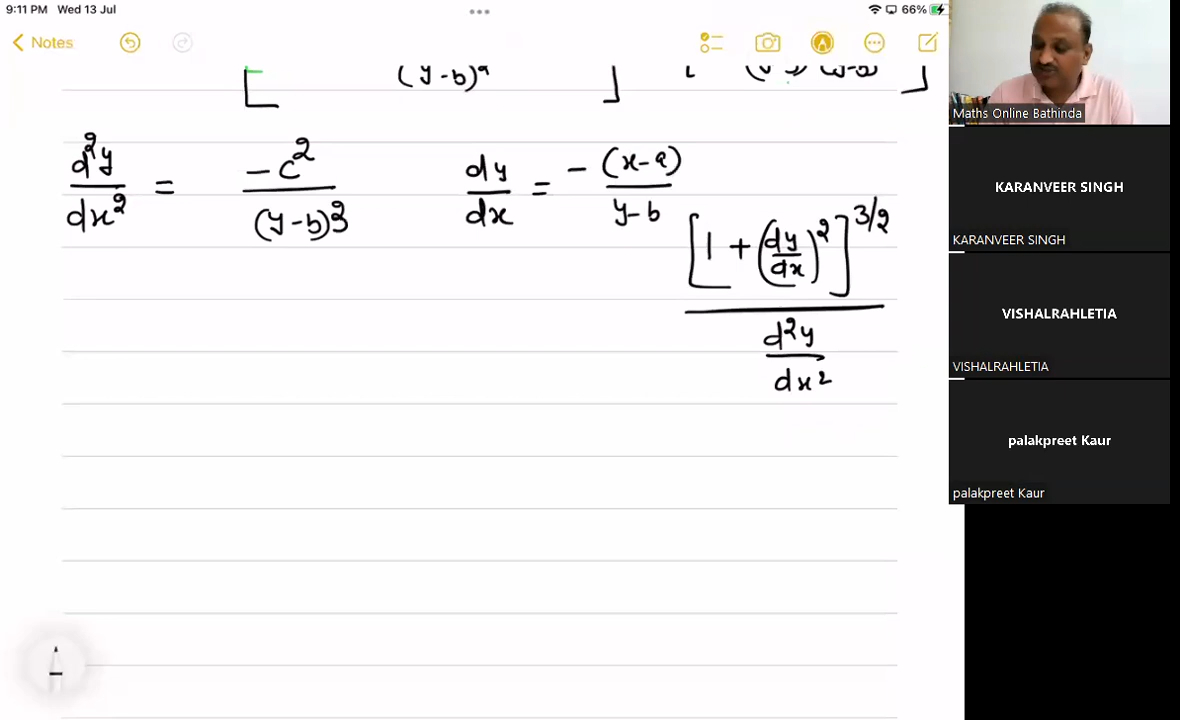 9:11 PM Wed 13 Jul
66%
Notes
(y-b)²
d²y/dx² = -c²/(y-b)³
dy/dx = -(x-a)/y-b
[1 + (dy/dx)²]^3/2
d²y/dx²
Maths Online Bathinda
KARANVEER SINGH
KARANVEER SINGH
VISHALRAHLETIA
VISHALRAHLETIA
palakpreet Kaur
palakpreet Kaur